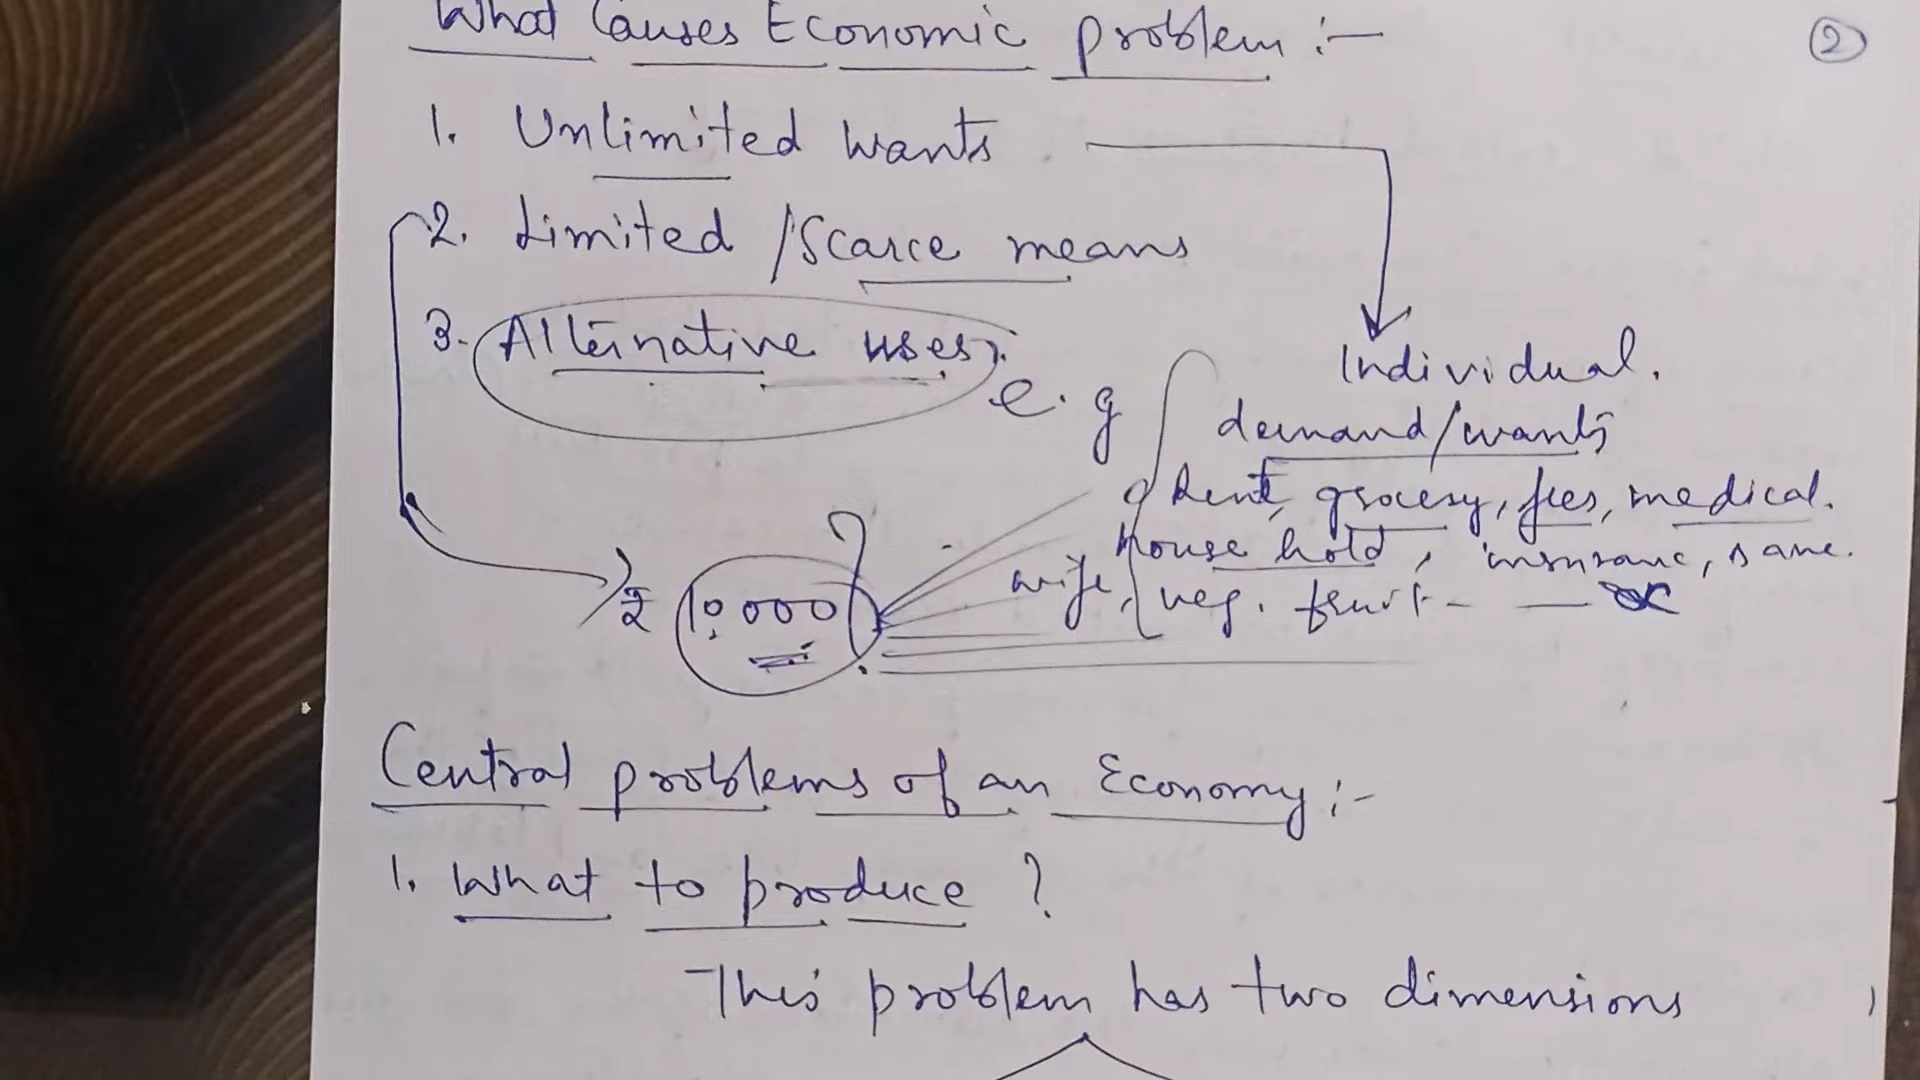 What Causes Economic problem :-
②
1. Unlimited wants
2. Limited / Scarce means
3. Alternative uses.
e.g
Individual.
demand/wants
Rent, grocery, fees, medical.
house hold, insurance, save.
wife, veg. fruit - — ∝
₹ 10,000 ?
Central problems of an Economy :-
1. What to produce ?
This problem has two dimensions